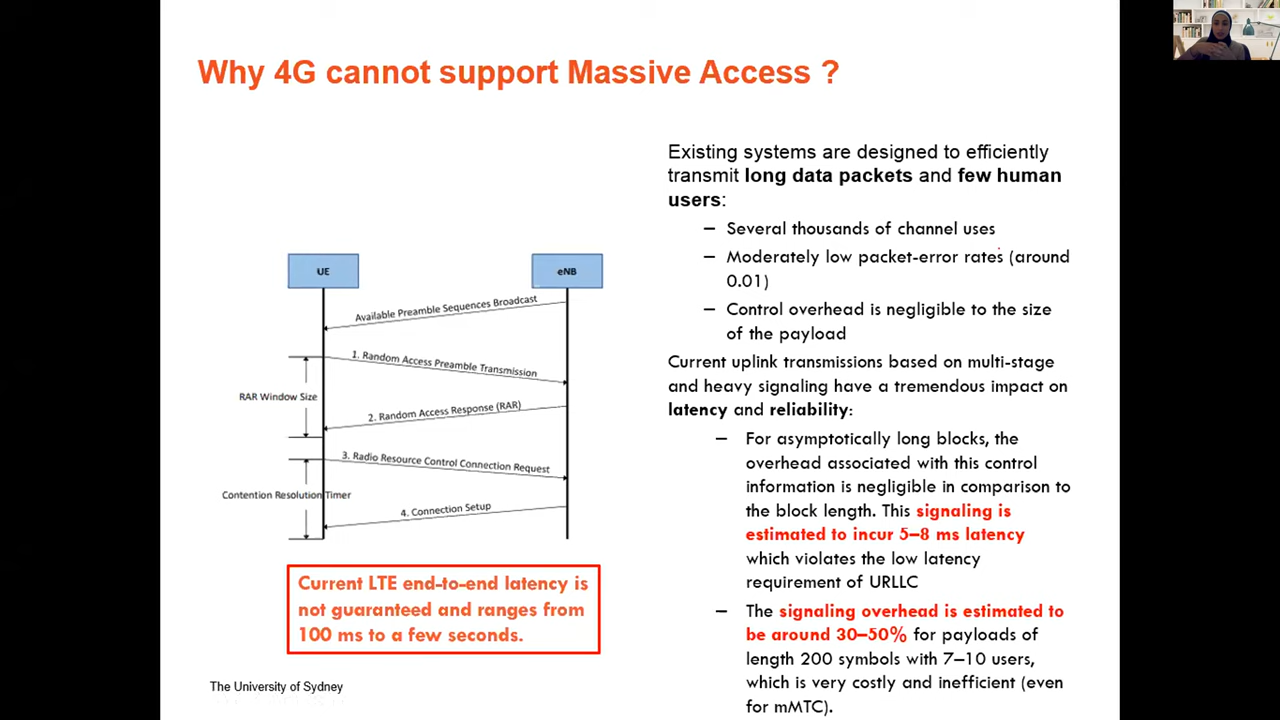 Why 4G cannot support Massive Access ?
Existing systems are designed to efficiently
transmit long data packets and few human
users:
– Several thousands of channel uses
– Moderately low packet-error rates (around
0.01)
– Control overhead is negligible to the size
of the payload
Current uplink transmissions based on multi-stage
and heavy signaling have a tremendous impact on
latency and reliability:
– For asymptotically long blocks, the
overhead associated with this control
information is negligible in comparison to
the block length. This signaling is
estimated to incur 5–8 ms latency
which violates the low latency
requirement of URLLC
– The signaling overhead is estimated to
be around 30–50% for payloads of
length 200 symbols with 7–10 users,
which is very costly and inefficient (even
for mMTC).
UE
eNB
Available Preamble Sequences Broadcast
1. Random Access Preamble Transmission
RAR Window Size
2. Random Access Response (RAR)
3. Radio Resource Control Connection Request
Contention Resolution Timer
4. Connection Setup
Current LTE end-to-end latency is
not guaranteed and ranges from
100 ms to a few seconds.
The University of Sydney